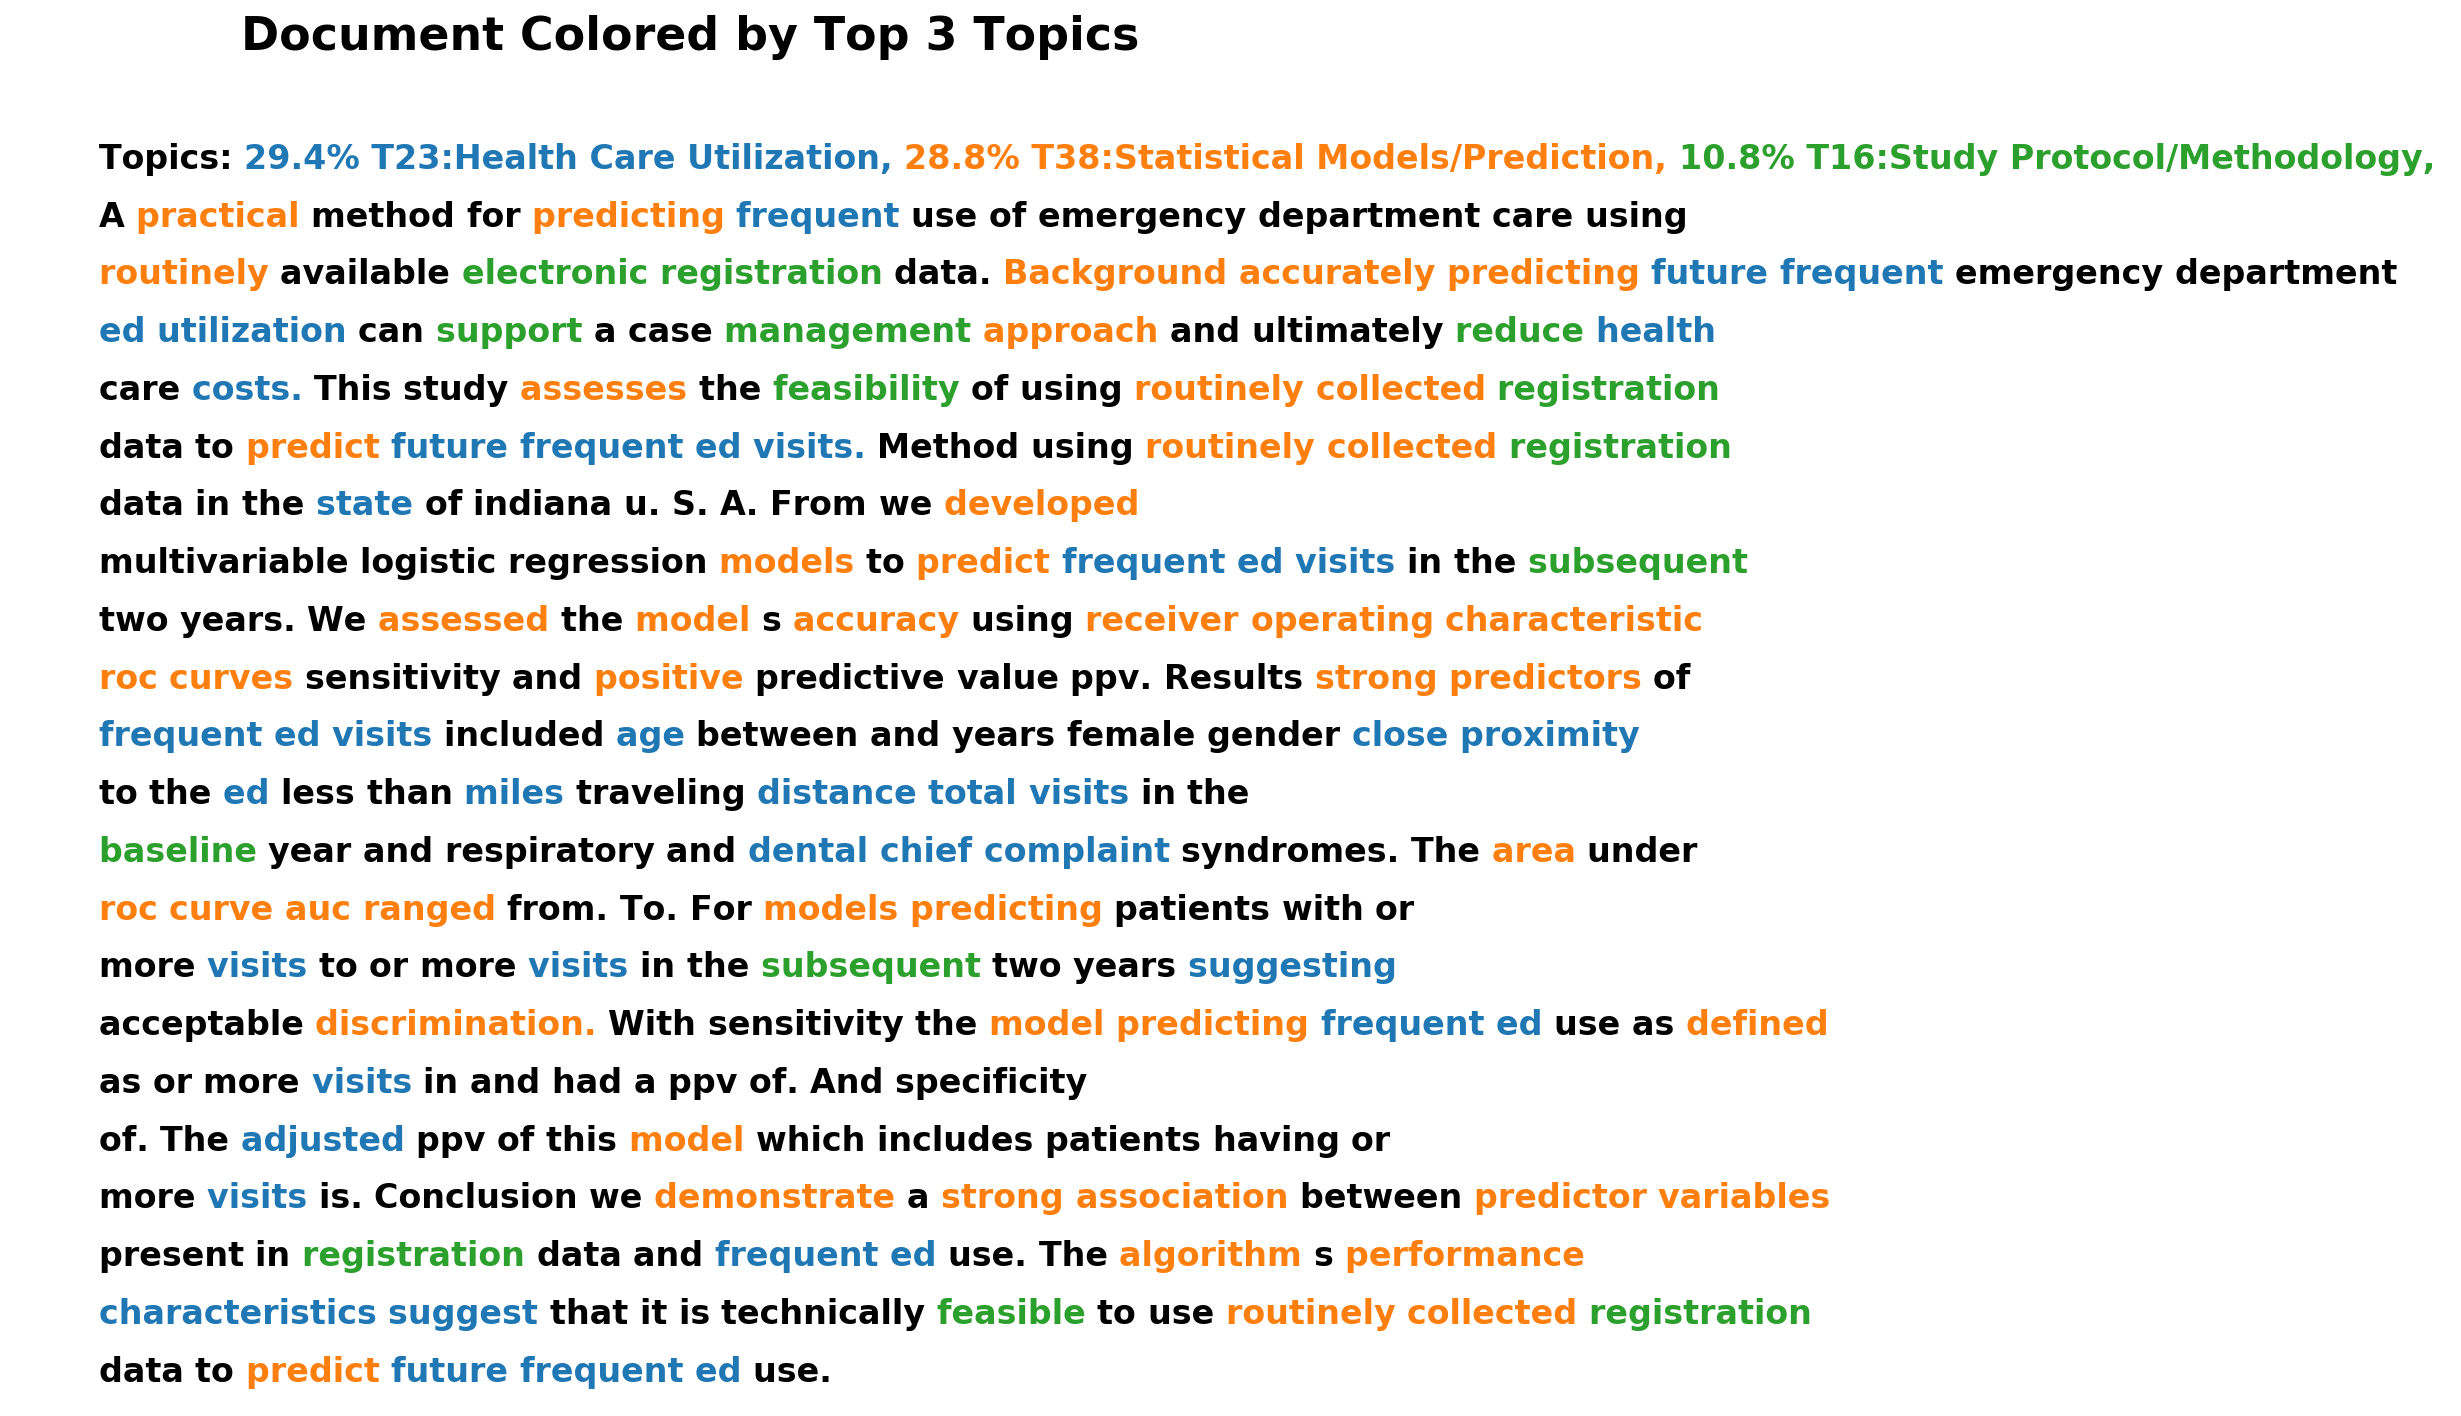 Document Colored by Top 3 Topics
Topics: 29.4% T23:Health Care Utilization, 28.8% T38:Statistical Models/Prediction, 10.8% T16:Study Protocol/Methodology,
A practical method for predicting frequent use of emergency department care using
routinely available electronic registration data. Background accurately predicting future frequent emergency department
ed utilization can support a case management approach and ultimately reduce health
care costs. This study assesses the feasibility of using routinely collected registration
data to predict future frequent ed visits. Method using routinely collected registration
data in the state of indiana u. S. A. From we developed
multivariable logistic regression models to predict frequent ed visits in the subsequent
two years. We assessed the model s accuracy using receiver operating characteristic
roc curves sensitivity and positive predictive value ppv. Results strong predictors of
frequent ed visits included age between and years female gender close proximity
to the ed less than miles traveling distance total visits in the
baseline year and respiratory and dental chief complaint syndromes. The area under
roc curve auc ranged from. To. For models predicting patients with or
more visits to or more visits in the subsequent two years suggesting
acceptable discrimination. With sensitivity the model predicting frequent ed use as defined
as or more visits in and had a ppv of. And specificity
of. The adjusted ppv of this model which includes patients having or
more visits is. Conclusion we demonstrate a strong association between predictor variables
present in registration data and frequent ed use. The algorithm s performance
characteristics suggest that it is technically feasible to use routinely collected registration
data to predict future frequent ed use.